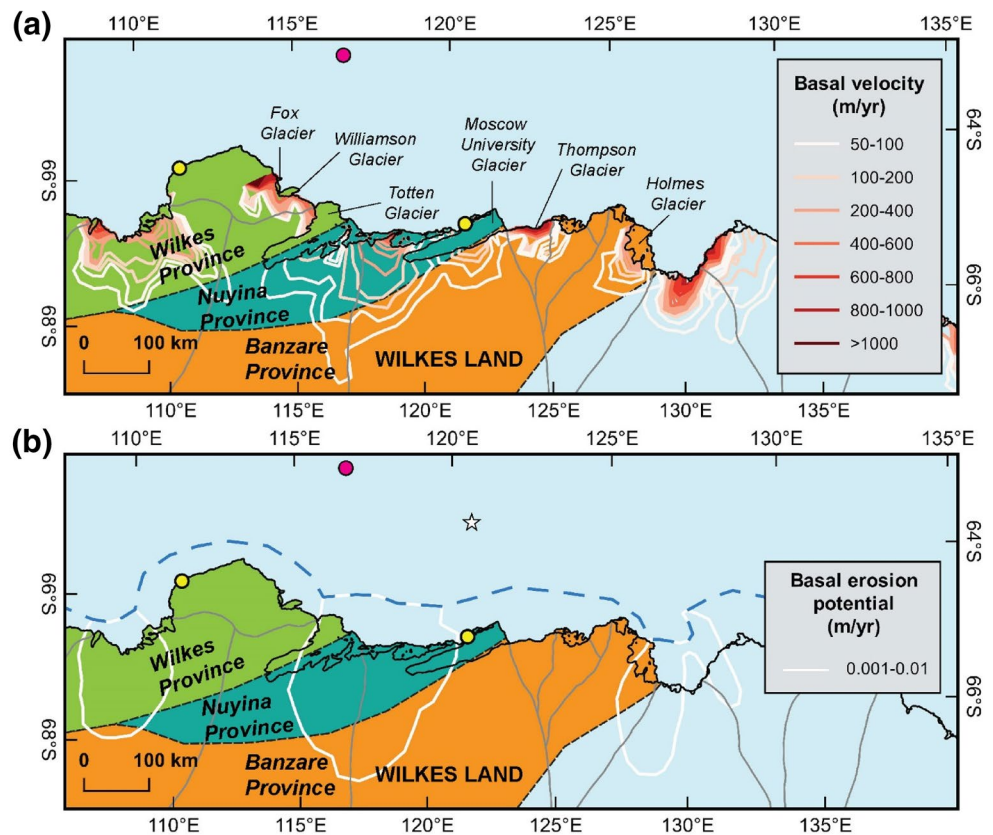 (a)
110°E 115°E 120°E 125°E 130°E 135°E
Basal velocity
(m/yr)
50-100
100-200
200-400
400-600
600-800
800-1000
>1000
Fox
Glacier
Williamson
Glacier
Totten
Glacier
Moscow
University
Glacier
Thompson
Glacier
Holmes
Glacier
64°S
66°S
66°S
68°S
Wilkes
Province
Nuyina
Province
Banzare
Province
WILKES LAND
0 100 km
110°E 115°E 120°E 125°E 130°E 135°E
(b)
110°E 115°E 120°E 125°E 130°E 135°E
64°S
66°S
66°S
68°S
Basal erosion
potential
(m/yr)
0.001-0.01
Wilkes
Province
Nuyina
Province
Banzare
Province
WILKES LAND
0 100 km
110°E 115°E 120°E 125°E 130°E 135°E